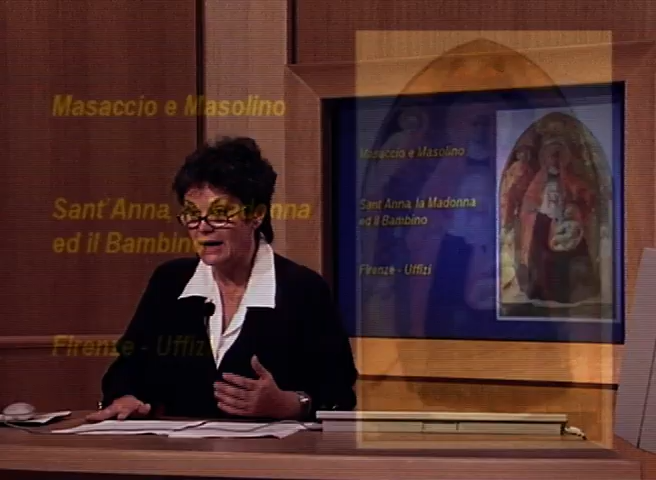 Masaccio e Masolino
Sant'Anna, la Madonna
ed il Bambino
Firenze - Uffizi
Masaccio e Masolino
Sant'Anna, la Madonna
ed il Bambino
Firenze - Uffizi